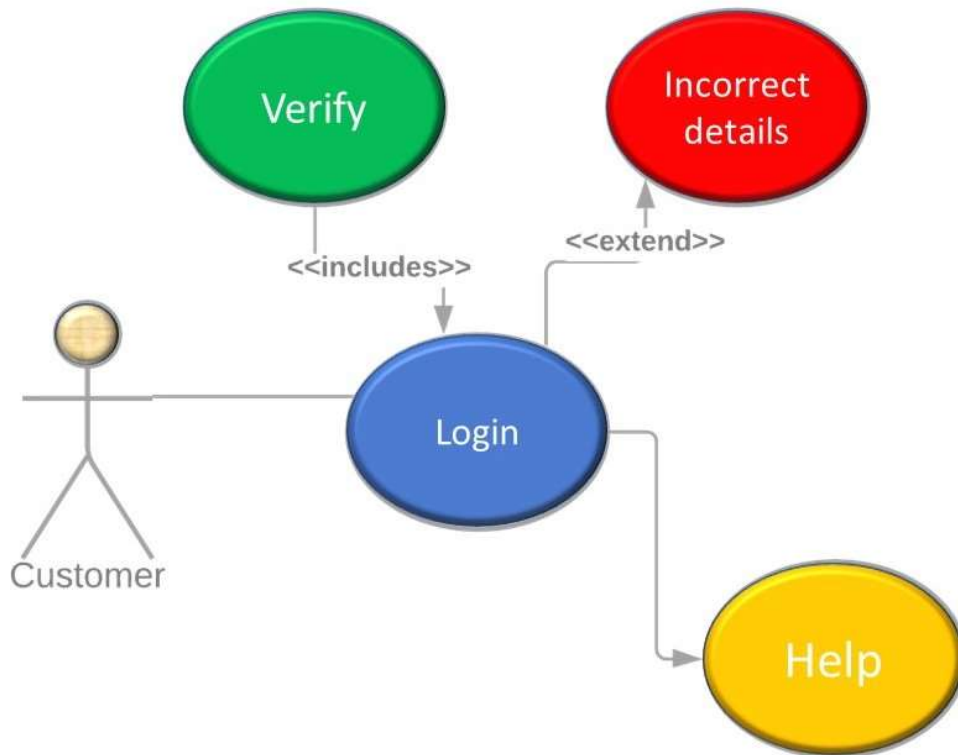 Verify
Incorrect
details
<<extend>>
<<includes>>
Login
Customer
Help